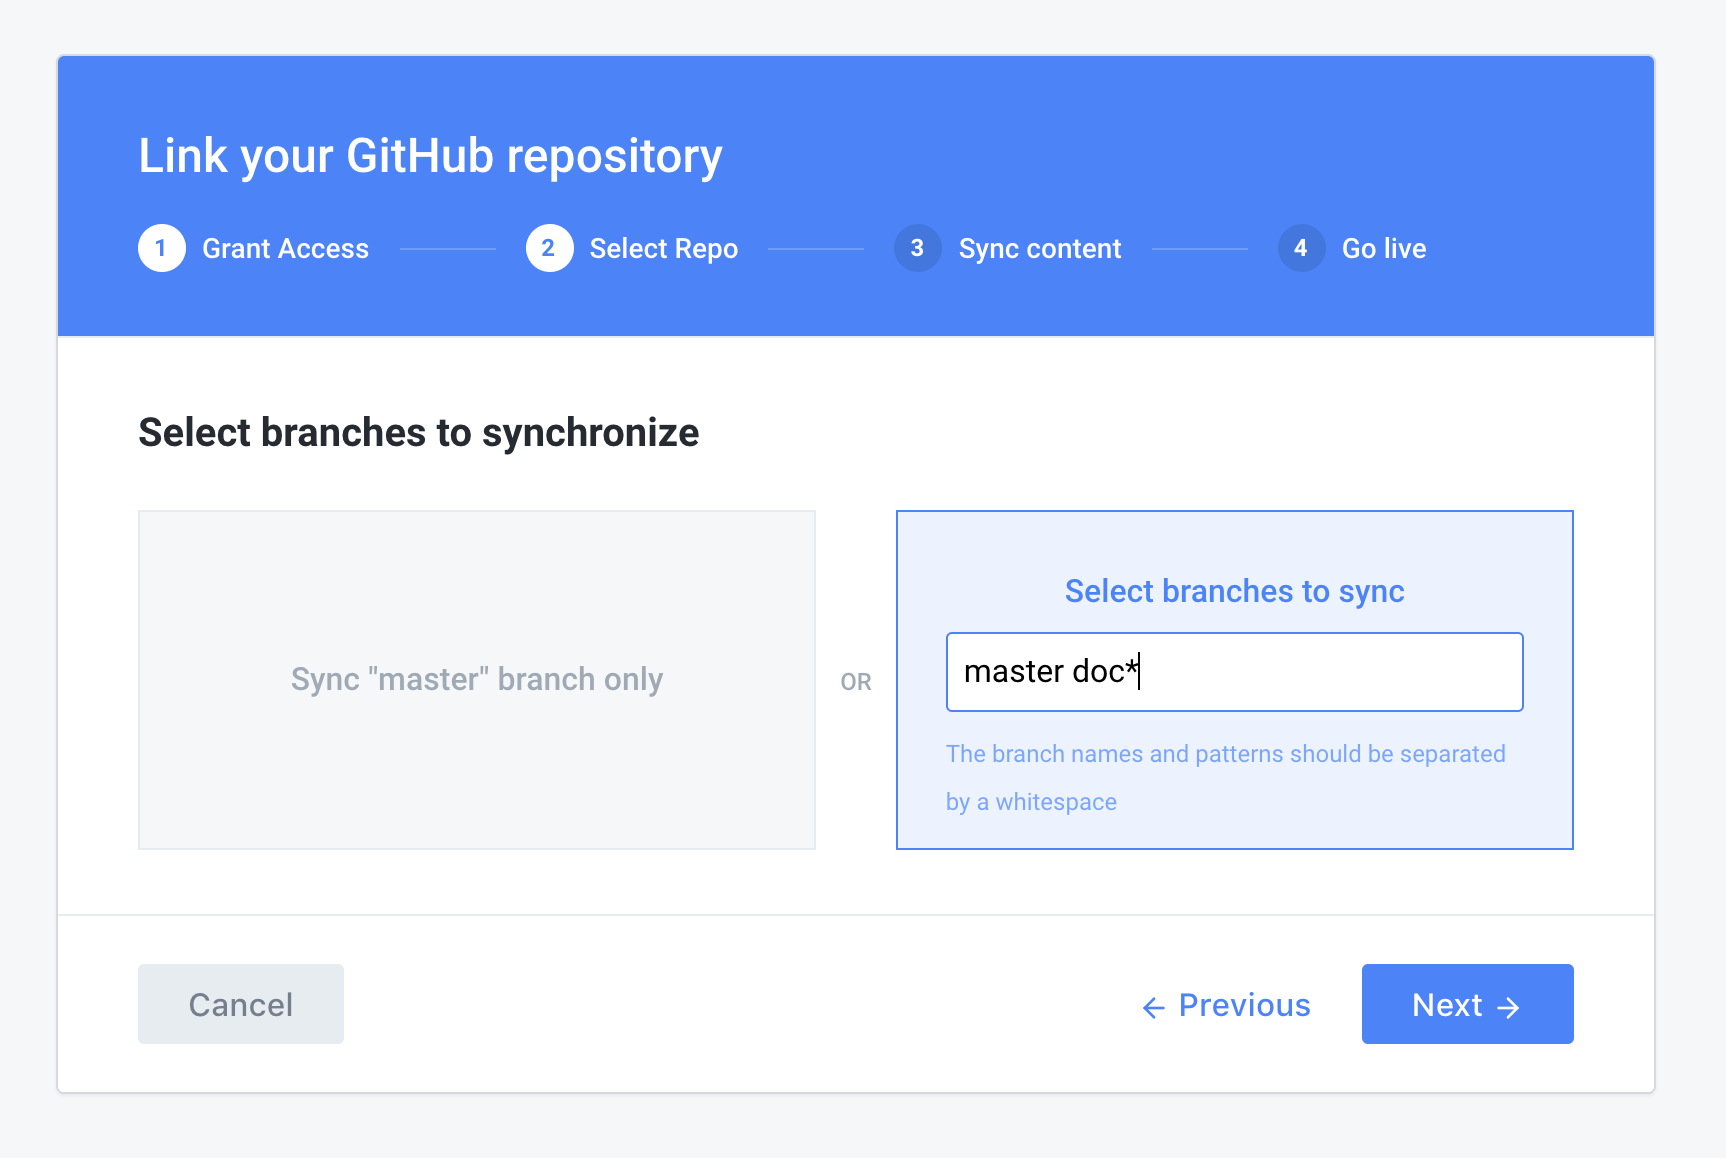 Link your GitHub repository
1 Grant Access 2 Select Repo 3 Sync content 4 Go live
Select branches to synchronize
Sync "master" branch only
OR
Select branches to sync
master doc*
The branch names and patterns should be separated
by a whitespace
Cancel
← Previous
Next →